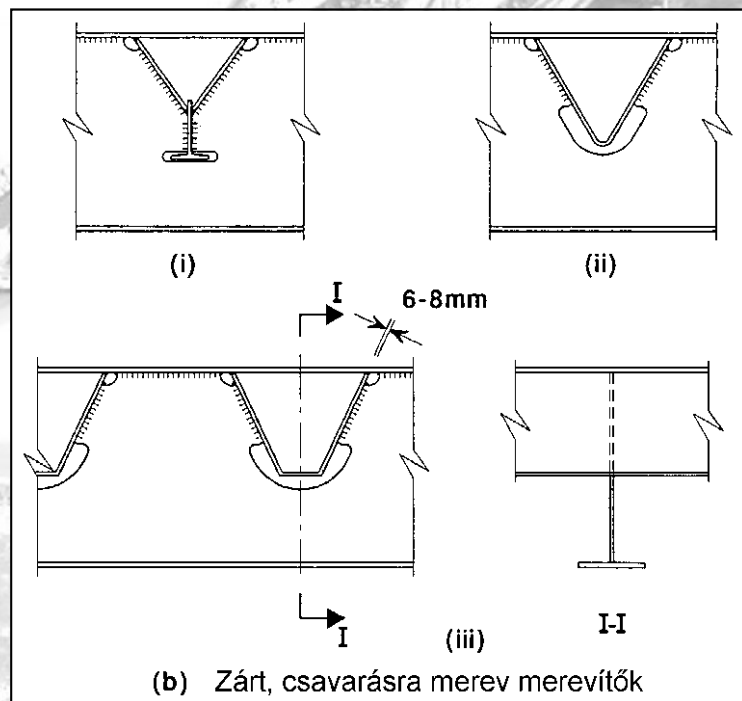 (i)
(ii)
I
6-8mm
I
(iii)
I-I
(b) Zárt, csavarásra merev merevítők